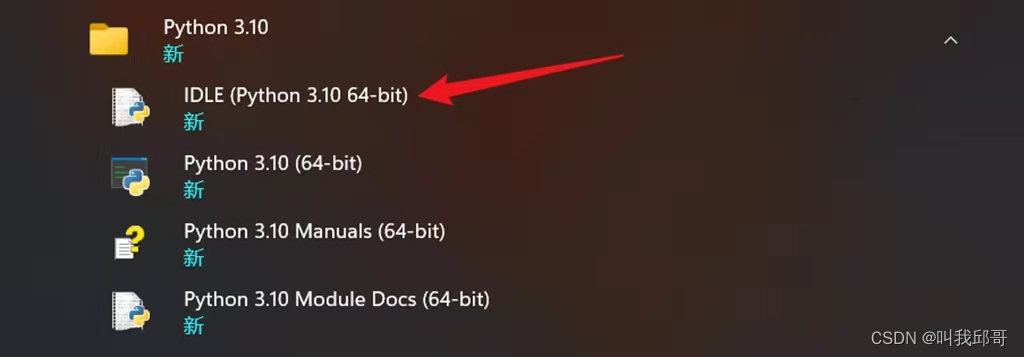 Python 3.10
新
IDLE (Python 3.10 64-bit)
新
Python 3.10 (64-bit)
新
Python 3.10 Manuals (64-bit)
新
Python 3.10 Module Docs (64-bit)
新
CSDN @叫我邱哥